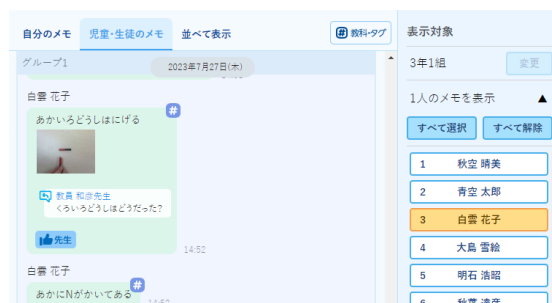 自分のメモ
児童・生徒のメモ
並べて表示
# 教科・タグ
グループ1
2023年7月27日(木)
白雲 花子
あかいろどうしはにげる
#
教員 和彦先生
くろいろどうしはどうだった?
先生
14:52
白雲 花子
#
あかにNがかいてある
表示対象
3年1組
変更
1人のメモを表示
▲
すべて選択
すべて解除
1 秋空 晴美
2 青空 太郎
3 白雲 花子
4 大島 雪絵
5 明石 浩昭